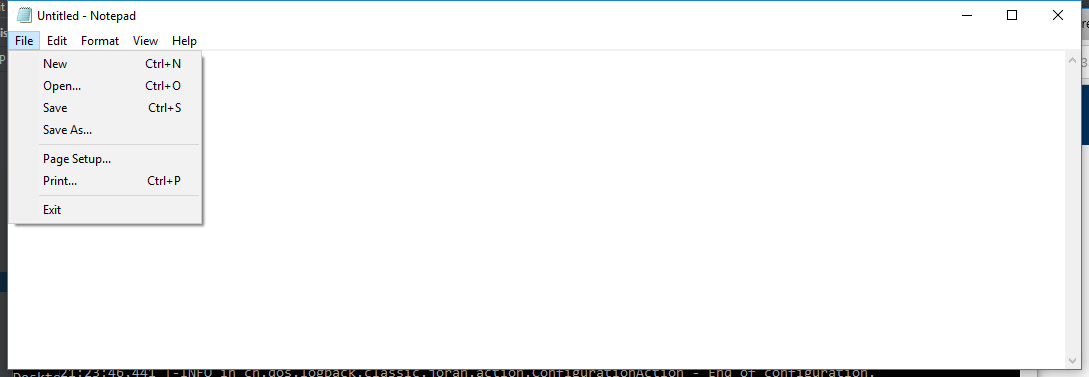 Untitled - Notepad
File Edit Format View Help
New Ctrl+N
Open... Ctrl+O
Save Ctrl+S
Save As...
Page Setup...
Print... Ctrl+P
Exit
21:23:46,441 |-INFO in ch.qos.logback.classic.joran.action.ConfigurationAction - End of configuration.